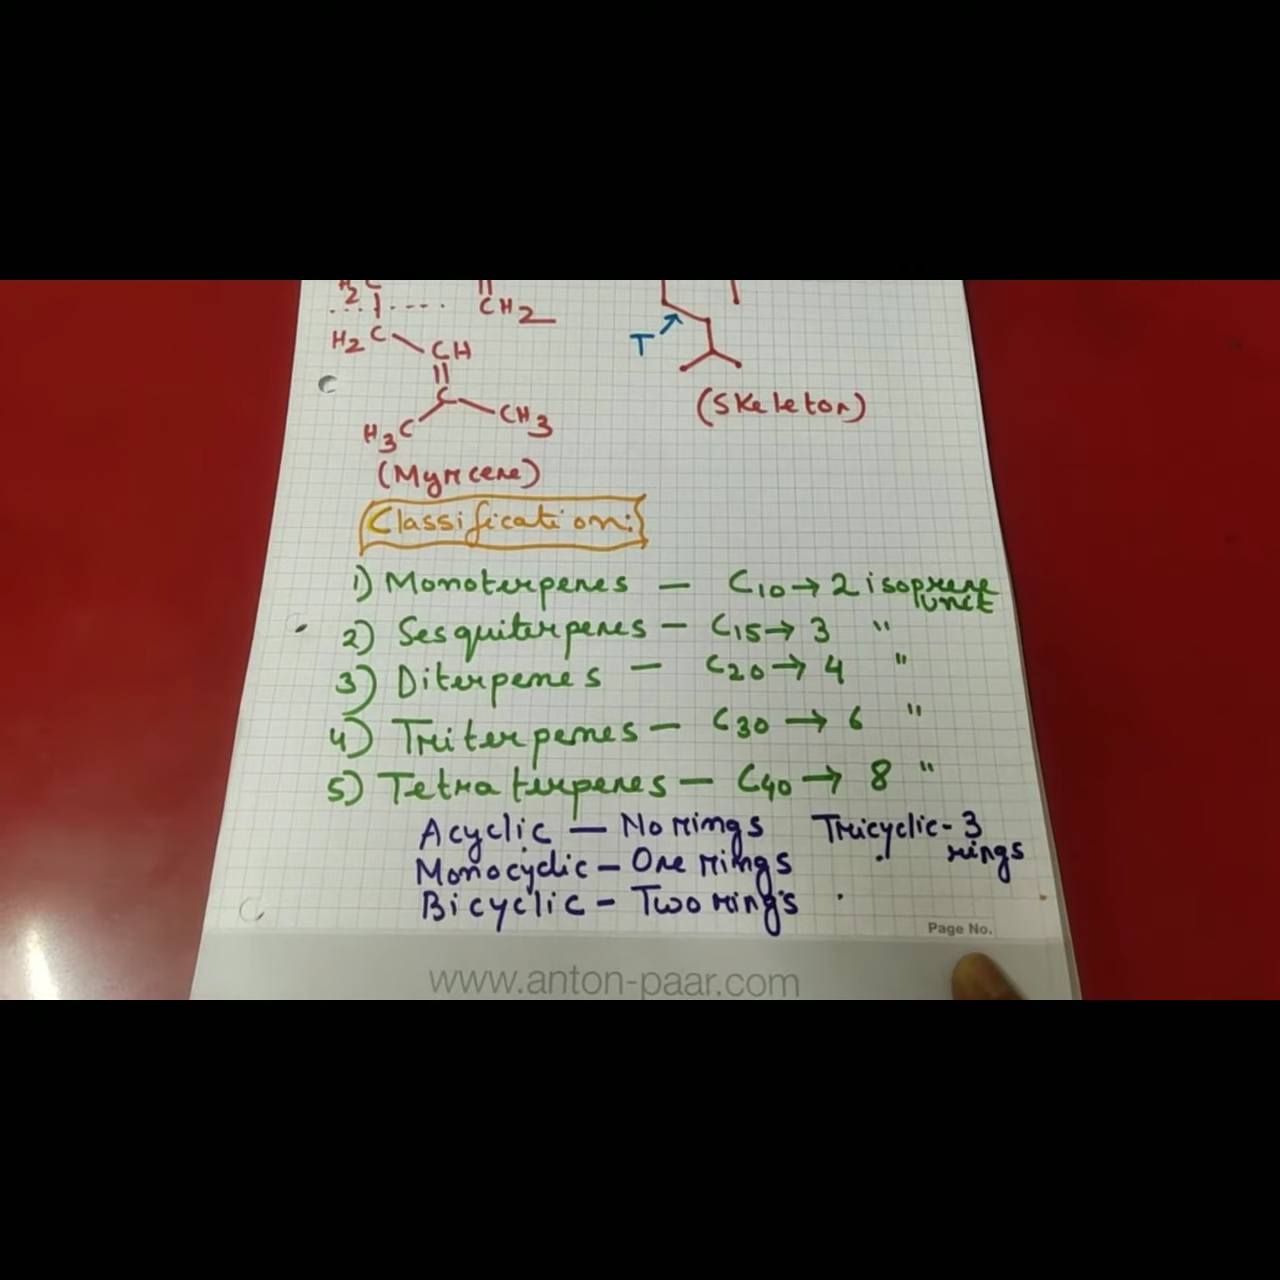 H2C
CH2
H2C
CH
T
C
CH3
H3C
(Skeleton)
(Myrcene)
Classification:
1) Monoterpenes — C10 → 2 isoprene unit
2) Sesquiterpenes — C15 → 3 "
3) Diterpenes — C20 → 4 "
4) Triterpenes — C30 → 6 "
5) Tetraterpenes — C40 → 8 "
Acyclic — No rings Tricyclic - 3 rings
Monocyclic — One rings
Bicyclic — Two rings
Page No.
www.anton-paar.com